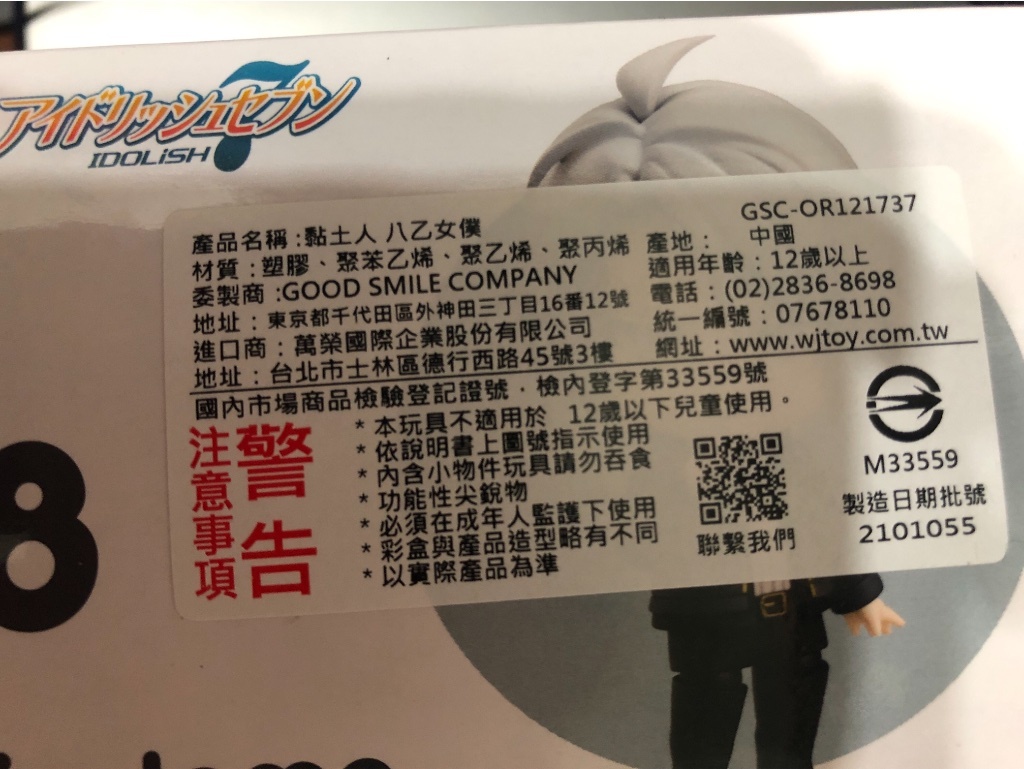 アイドリッシュセブン
IDOLiSH7
GSC-OR121737
產品名稱:黏土人 八乙女僕
產地: 中國
材質:塑膠、聚苯乙烯、聚乙烯、聚丙烯
適用年齡:12歲以上
委製商:GOOD SMILE COMPANY
電話:(02)2836-8698
地址:東京都千代田區外神田三丁目16番12號
統一編號:07678110
進口商:萬榮國際企業股份有限公司
網址:www.wjtoy.com.tw
地址:台北市士林區德行西路45號3樓
國內市場商品檢驗登記證號.檢內登字第33559號
注意事項
警告
*本玩具不適用於 12歲以下兒童使用。
*依說明書上圖號指示使用
*內含小物件玩具請勿吞食
*功能性尖銳物
*必須在成年人監護下使用
*彩盒與產品造型略有不同
*以實際產品為準
聯繫我們
M33559
製造日期批號
2101055
8